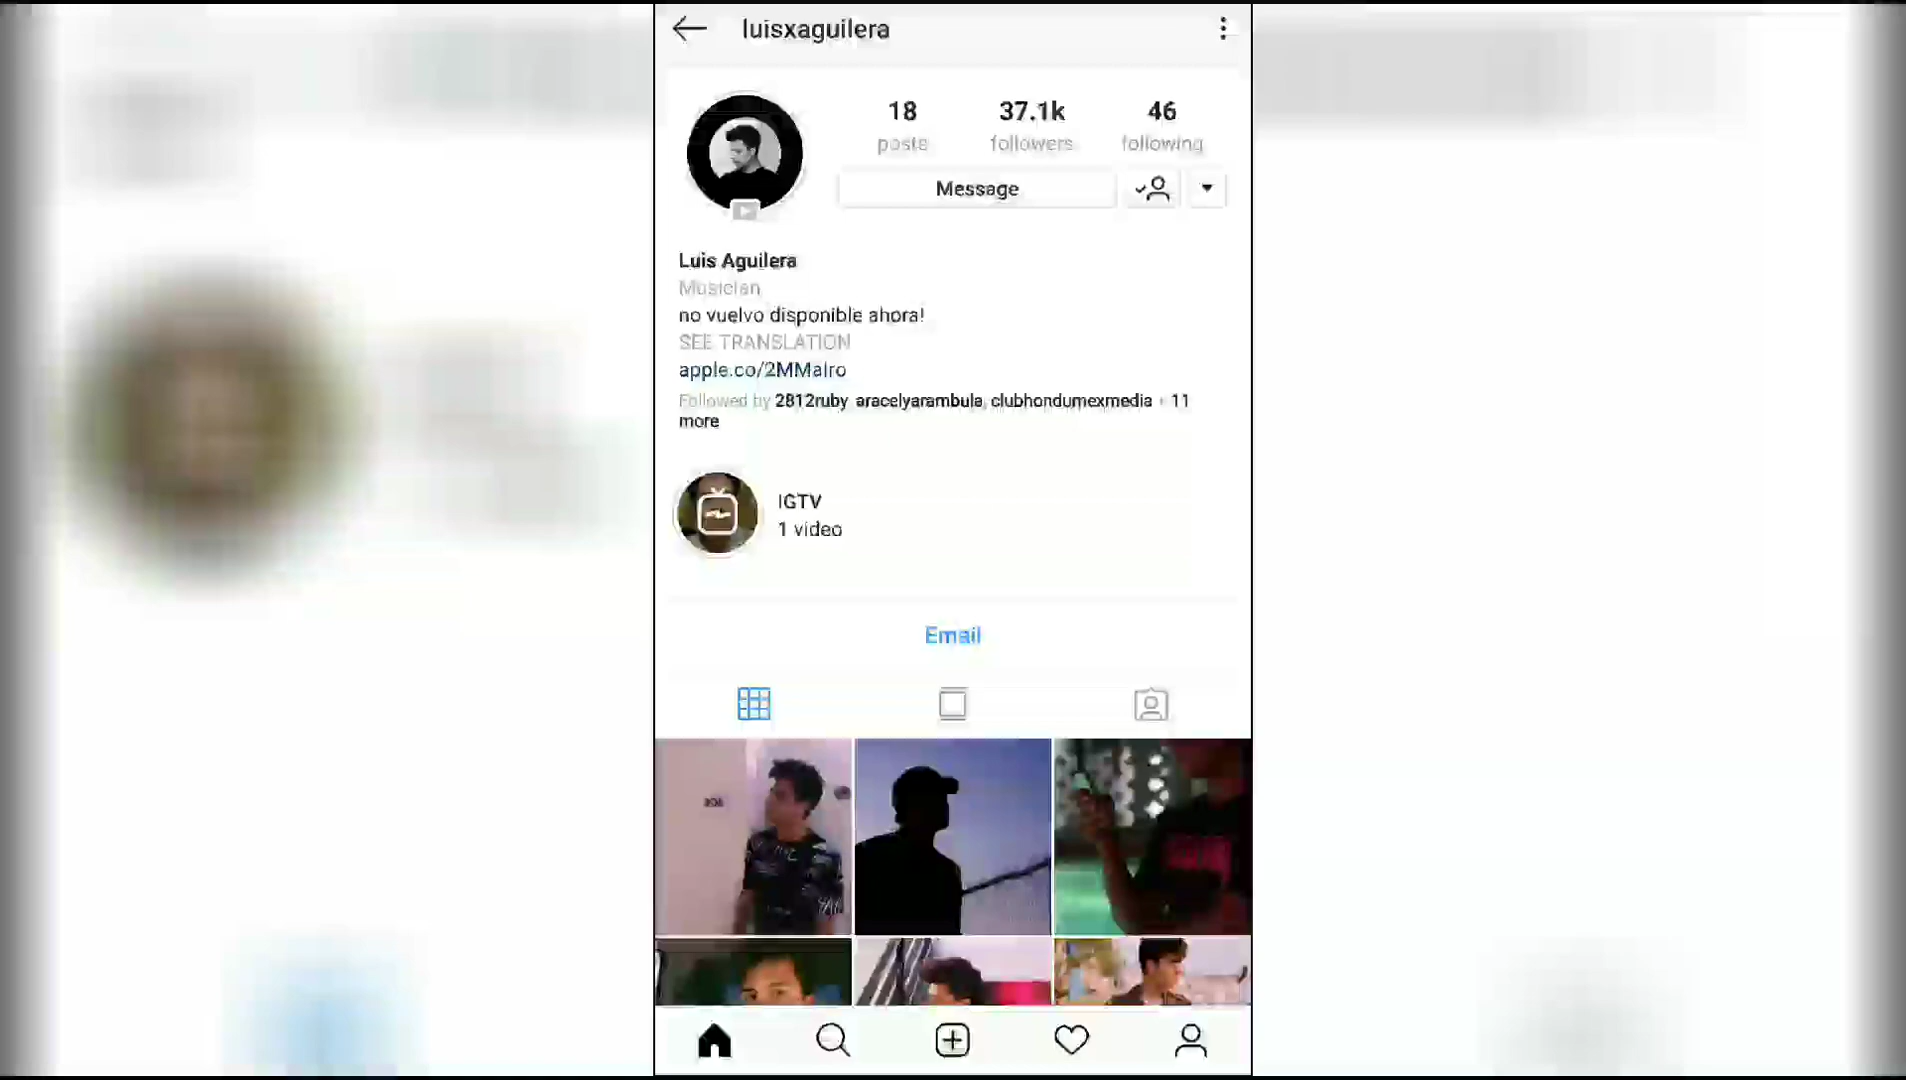 luisxaguilera
18 37.1k 46
posts followers following
Message
Luis Aguilera
Musician
no vuelvo disponible ahora!
SEE TRANSLATION
apple.co/2MMalro
Followed by 2812ruby, aracelyarambula, clubhondumexmedia + 11
more
IGTV
1 video
Email